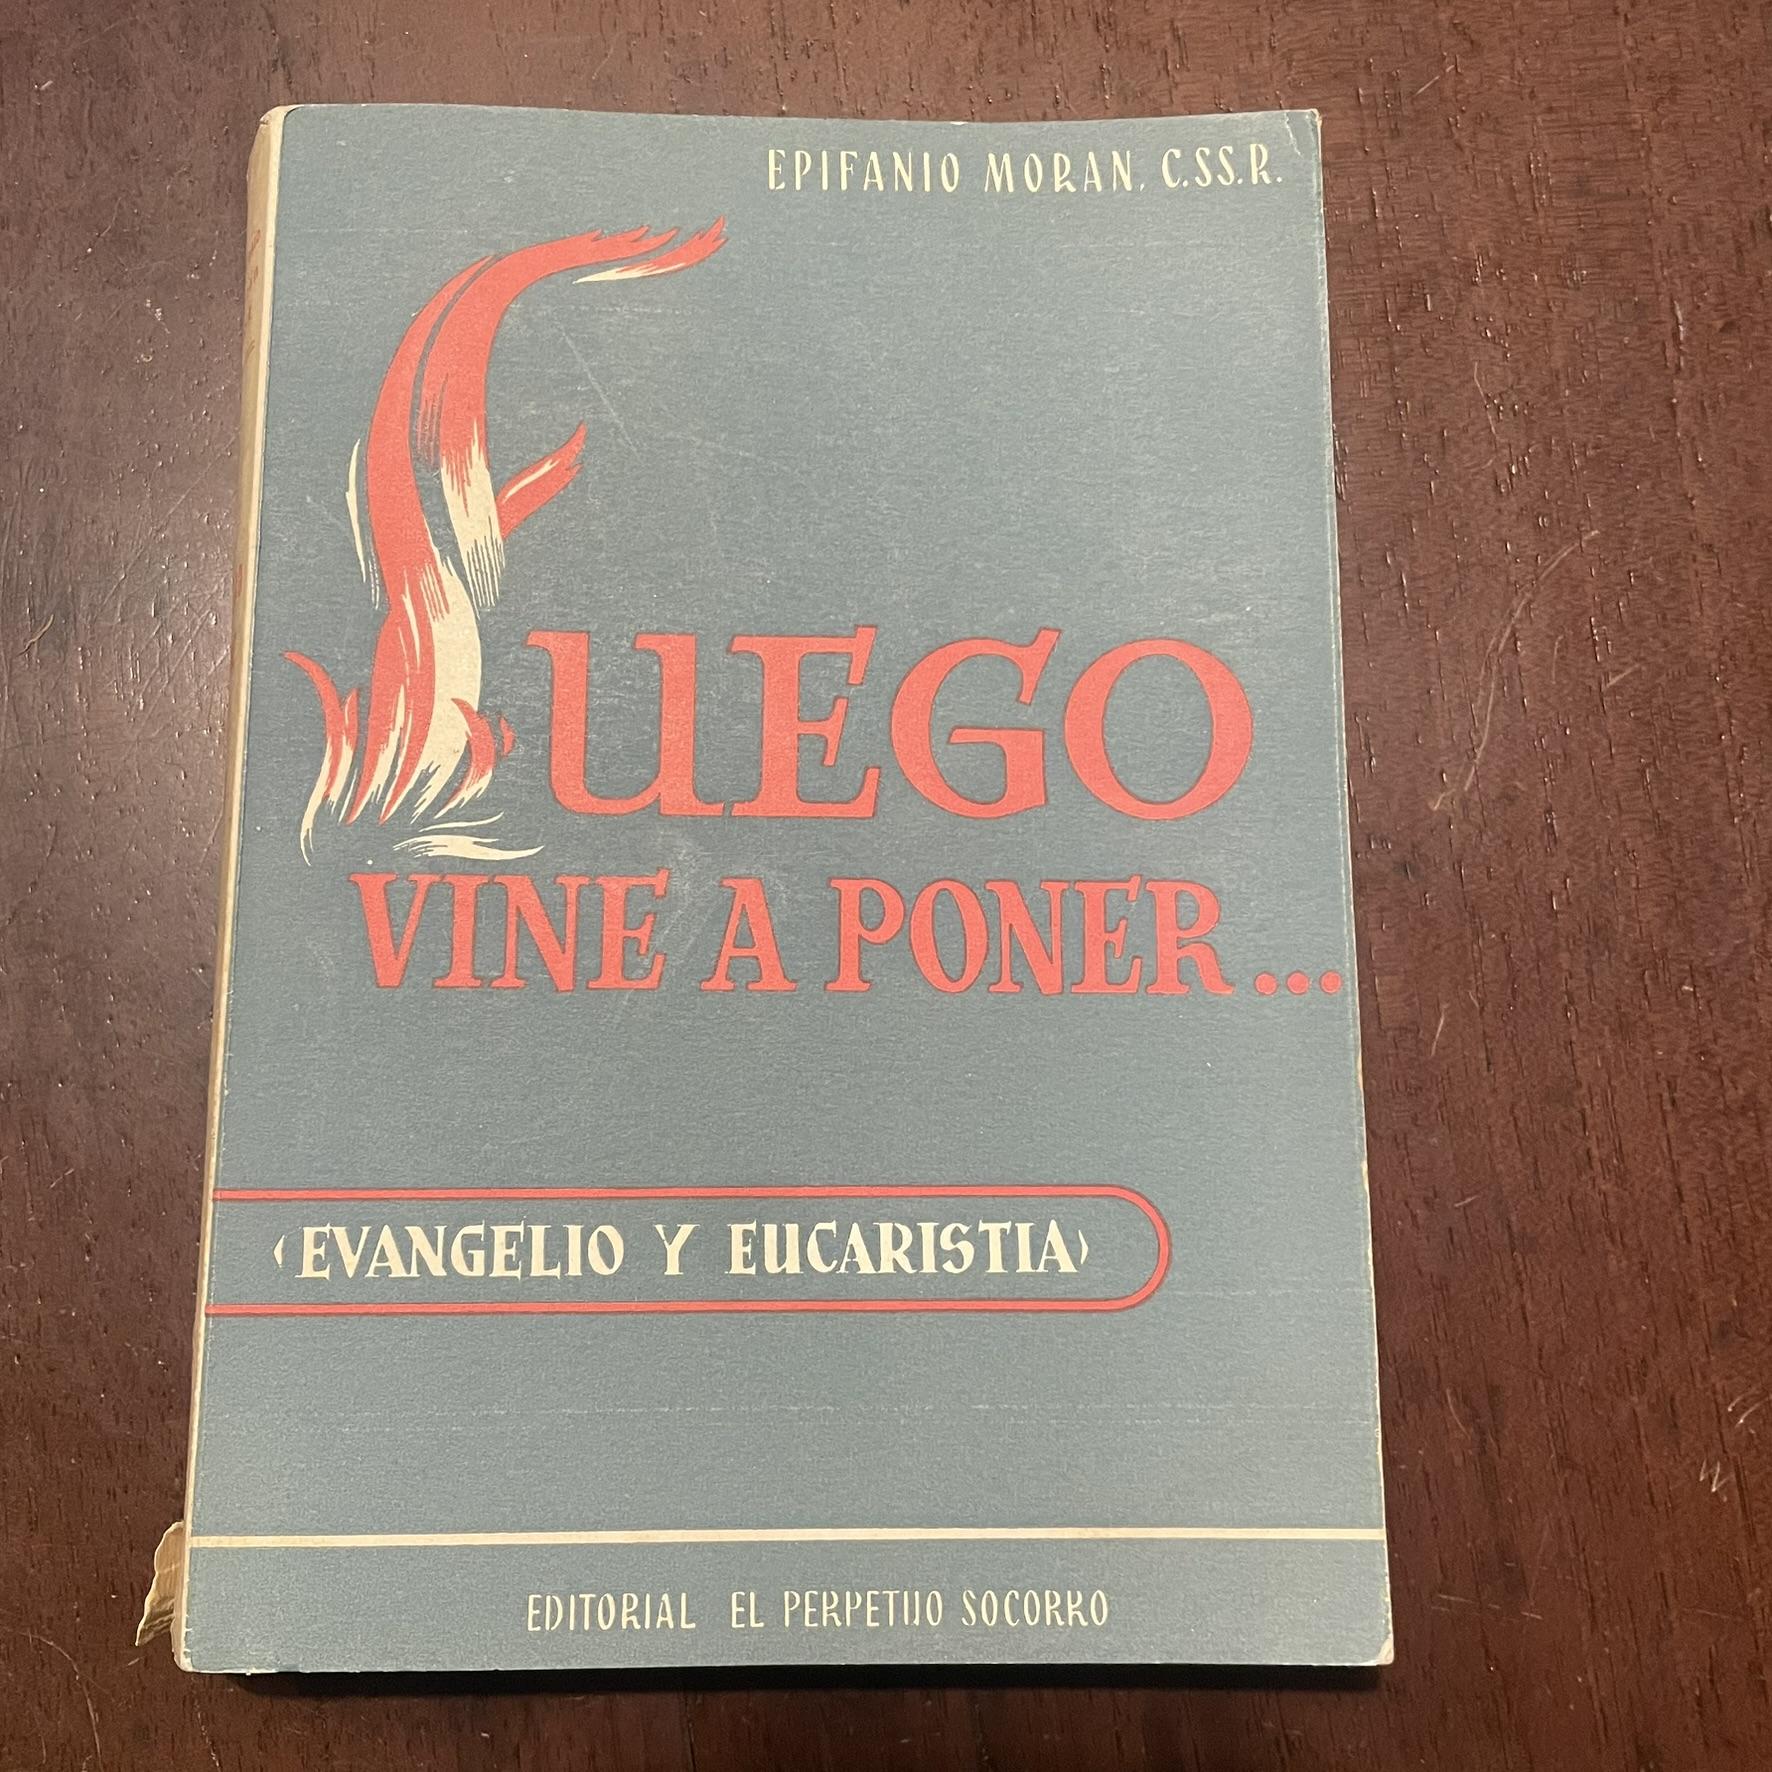 EPIFANIO MORAN, C.SS.R.
FUEGO
VINE A PONER...
(EVANGELIO Y EUCARISTIA)
EDITORIAL EL PERPETUO SOCORRO